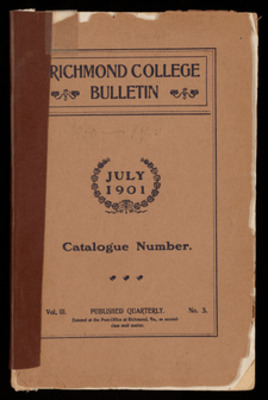 RICHMOND COLLEGE
BULLETIN
JULY
1901
Catalogue Number.
Vol. III. PUBLISHED QUARTERLY. No. 3.
Entered at the Post-Office at Richmond, Va., as second-
class mail matter.